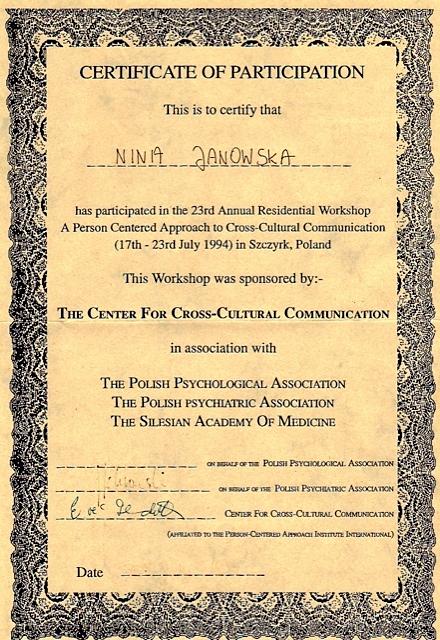 CERTIFICATE OF PARTICIPATION
This is to certify that
NINIA JANOWSKA
has participated in the 23rd Annual Residential Workshop
A Person Centered Approach to Cross-Cultural Communication
(17th - 23rd July 1994) in Szczyrk, Poland
This Workshop was sponsored by:-
THE CENTER FOR CROSS-CULTURAL COMMUNICATION
in association with
THE POLISH PSYCHOLOGICAL ASSOCIATION
THE POLISH PSYCHIATRIC ASSOCIATION
THE SILESIAN ACADEMY OF MEDICINE
ON BEHALF OF THE POLISH PSYCHOLOGICAL ASSOCIATION
ON BEHALF OF THE POLISH PSYCHIATRIC ASSOCIATION
CENTER FOR CROSS-CULTURAL COMMUNICATION
(AFFILIATED TO THE PERSON-CENTERED APPROACH INSTITUTE INTERNATIONAL)
Date